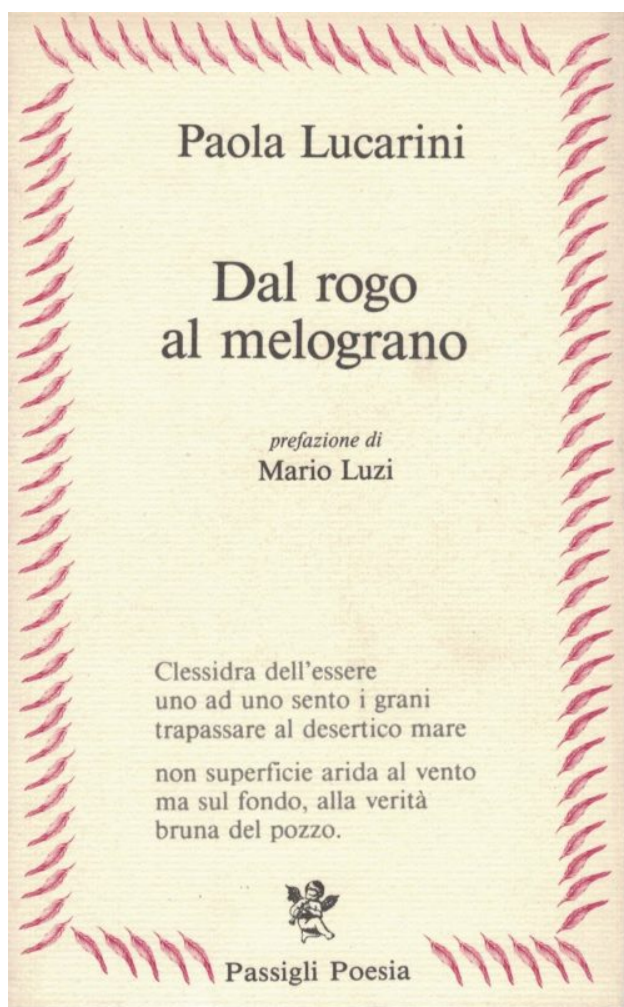 Paola Lucarini
Dal rogo
al melograno
prefazione di
Mario Luzi
Clessidra dell'essere
uno ad uno sento i grani
trapassare al desertico mare
non superficie arida al vento
ma sul fondo, alla verità
bruna del pozzo.
Passigli Poesia